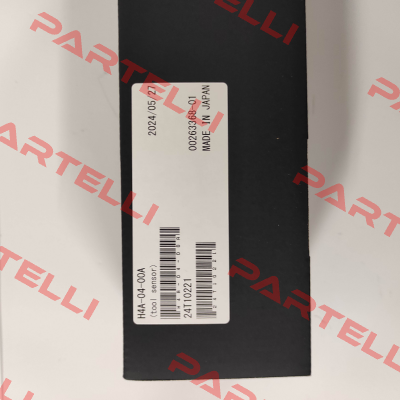 H4A-04-00A
(tool sensor)
24T10221
2024/05/27
00263368-01
MADE IN JAPAN
PARTELLI
PARTELLI
PARTELLI
PARTELLI
PARTELLI